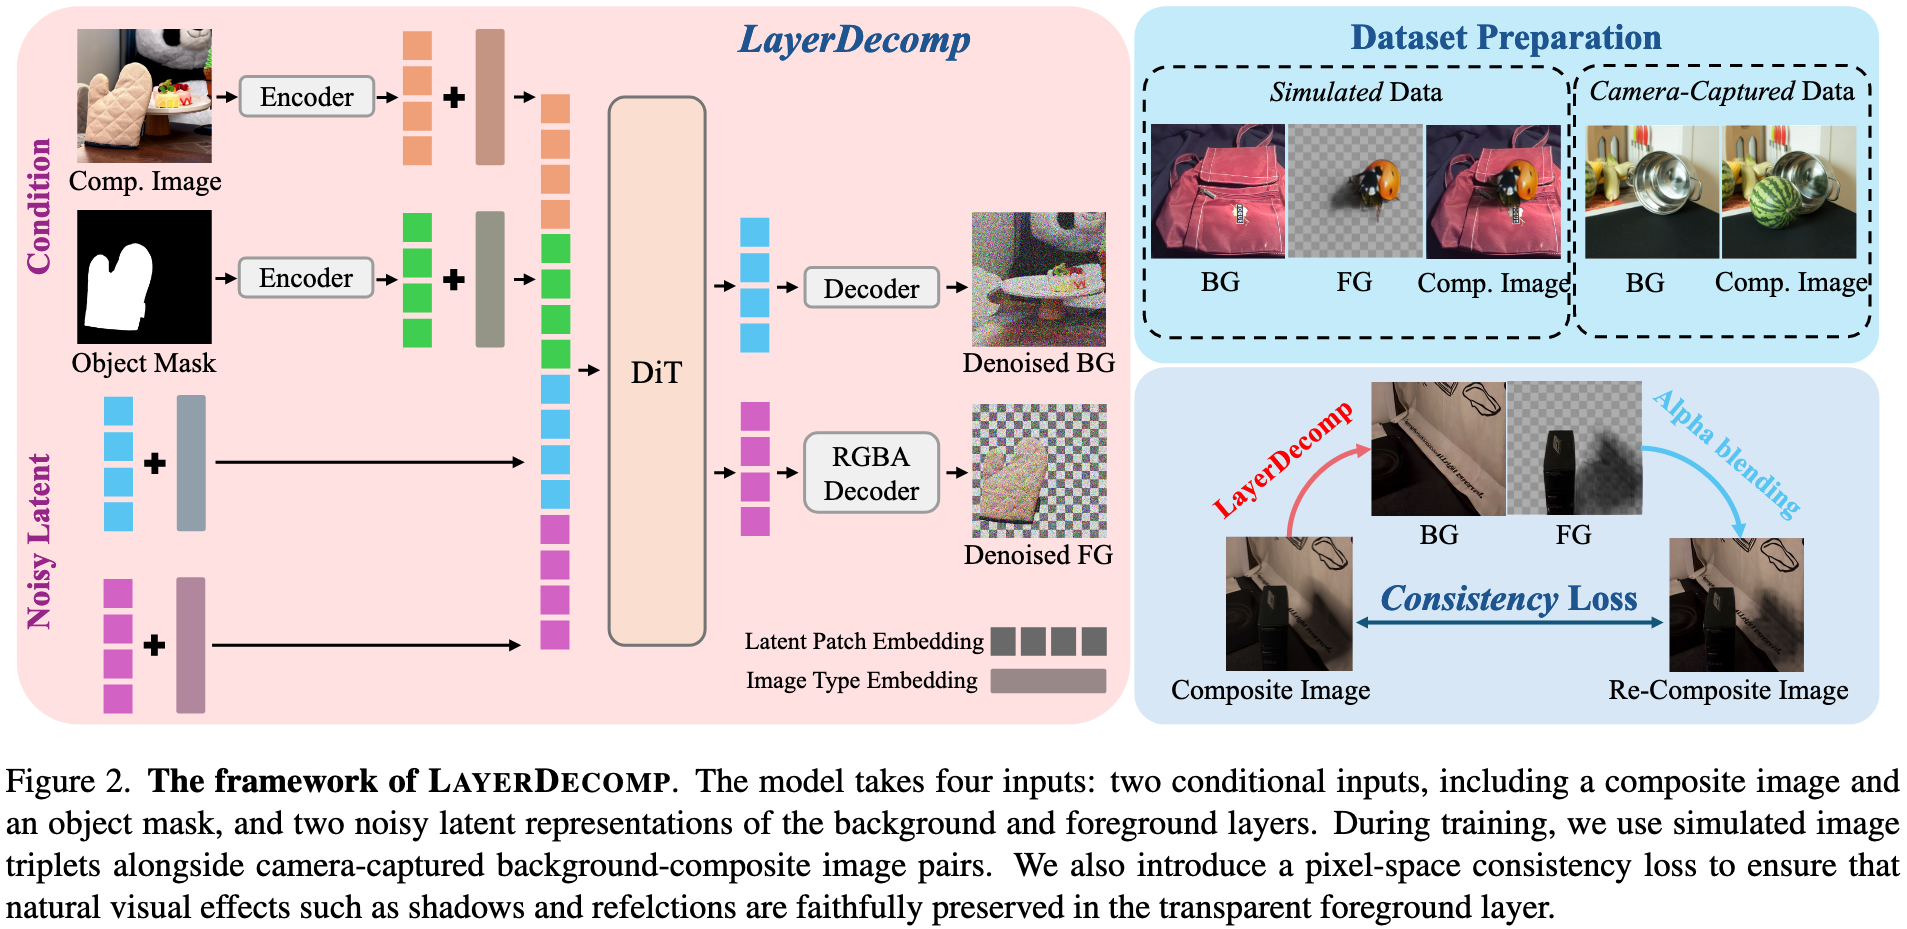 LayerDecomp
Condition
Comp. Image
Encoder
Object Mask
Encoder
Noisy Latent
DiT
Decoder
Denoised BG
RGBA
Decoder
Denoised FG
Latent Patch Embedding
Image Type Embedding
Dataset Preparation
Simulated Data
BG
FG
Comp. Image
Camera-Captured Data
BG
Comp. Image
LayerDecomp
BG
FG
Alpha blending
Consistency Loss
Composite Image
Re-Composite Image
Figure 2. The framework of LAYERDECOMP. The model takes four inputs: two conditional inputs, including a composite image and
an object mask, and two noisy latent representations of the background and foreground layers. During training, we use simulated image
triplets alongside camera-captured background-composite image pairs. We also introduce a pixel-space consistency loss to ensure that
natural visual effects such as shadows and refelctions are faithfully preserved in the transparent foreground layer.